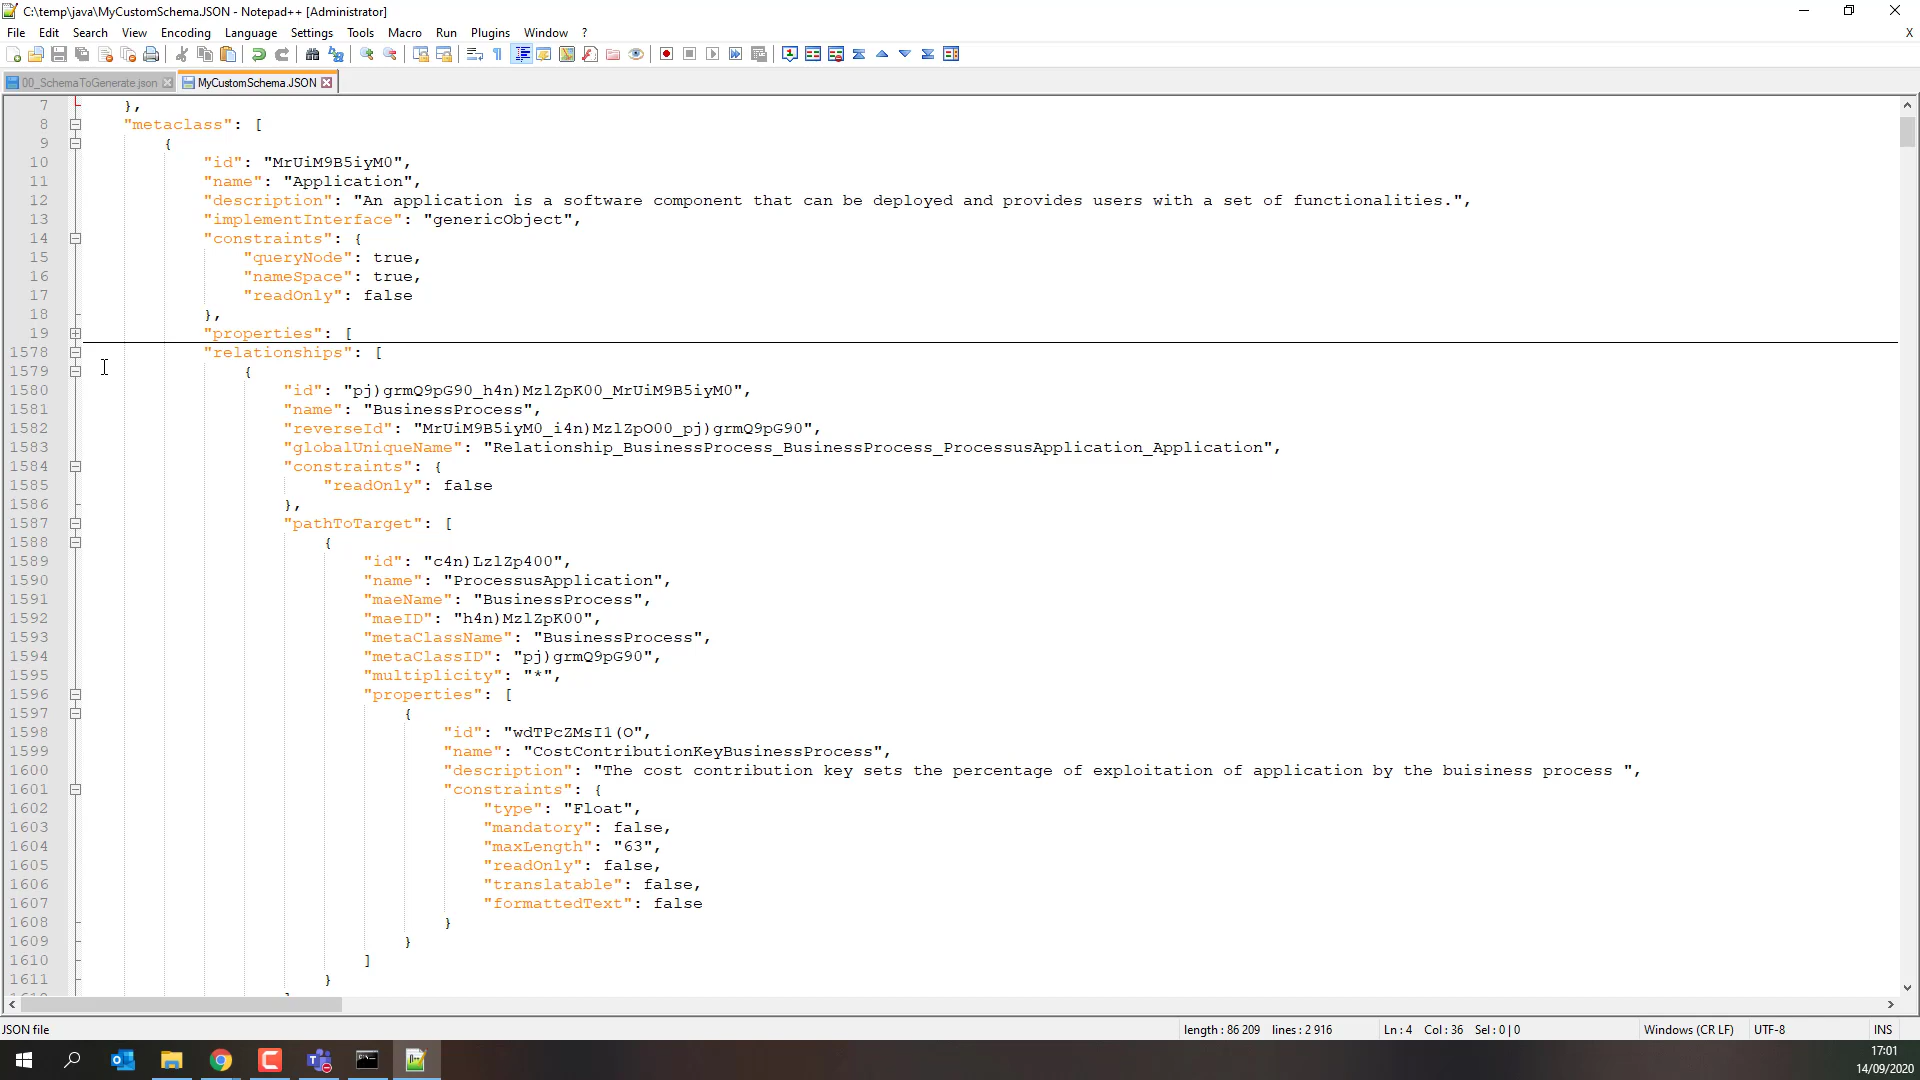 C:\temp\java\MyCustomSchema.JSON - Notepad++ [Administrator]
File Edit Search View Encoding Language Settings Tools Macro Run Plugins Window ? X
00_SchemaToGenerate.json MyCustomSchema.JSON
7 },
8 "metaclass": [
9 {
10 "id": "MrUiM9B5iyM0",
11 "name": "Application",
12 "description": "An application is a software component that can be deployed and provides users with a set of functionalities.",
13 "implementInterface": "genericObject",
14 "constraints": {
15 "queryNode": true,
16 "nameSpace": true,
17 "readOnly": false
18 },
19 "properties": [
1578 "relationships": [
1579 {
1580 "id": "pj)grmQ9pG90_h4n)MzlZpK00_MrUiM9B5iyM0",
1581 "name": "BusinessProcess",
1582 "reverseId": "MrUiM9B5iyM0_i4n)MzlZpO00_pj)grmQ9pG90",
1583 "globalUniqueName": "Relationship_BusinessProcess_BusinessProcess_ProcessusApplication_Application",
1584 "constraints": {
1585 "readOnly": false
1586 },
1587 "pathToTarget": [
1588 {
1589 "id": "c4n)LzlZp400",
1590 "name": "ProcessusApplication",
1591 "maeName": "BusinessProcess",
1592 "maeID": "h4n)MzlZpK00",
1593 "metaClassName": "BusinessProcess",
1594 "metaClassID": "pj)grmQ9pG90",
1595 "multiplicity": "*",
1596 "properties": [
1597 {
1598 "id": "wdTPcZMsI1(O",
1599 "name": "CostContributionKeyBusinessProcess",
1600 "description": "The cost contribution key sets the percentage of exploitation of application by the buisiness process ",
1601 "constraints": {
1602 "type": "Float",
1603 "mandatory": false,
1604 "maxLength": "63",
1605 "readOnly": false,
1606 "translatable": false,
1607 "formattedText": false
1608 }
1609 }
1610 ]
1611 }
JSON file length : 86 209 lines : 2 916 Ln : 4 Col : 36 Sel : 0 | 0 Windows (CR LF) UTF-8 INS
17:01
14/09/2020